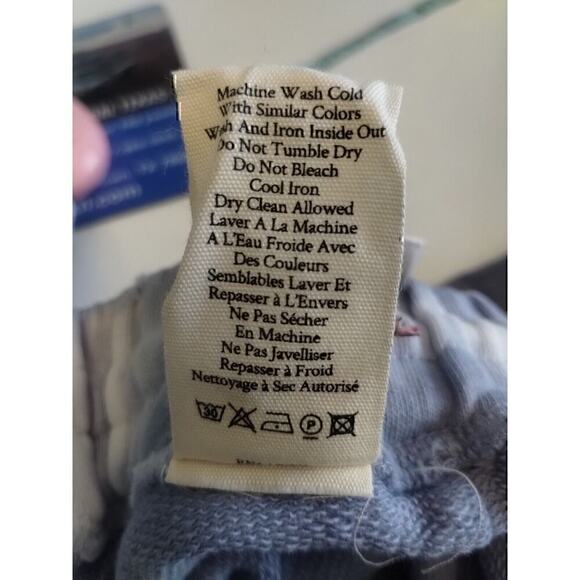 Machine Wash Cold
With Similar Colors
Wash And Iron Inside Out
Do Not Tumble Dry
Do Not Bleach
Cool Iron
Dry Clean Allowed
Laver A La Machine
A L'Eau Froide Avec
Des Couleurs
Semblables Laver Et
Repasser à L'Envers
Ne Pas Sécher
En Machine
Ne Pas Javelliser
Repasser à Froid
Nettoyage à Sec Autorisé
30 P